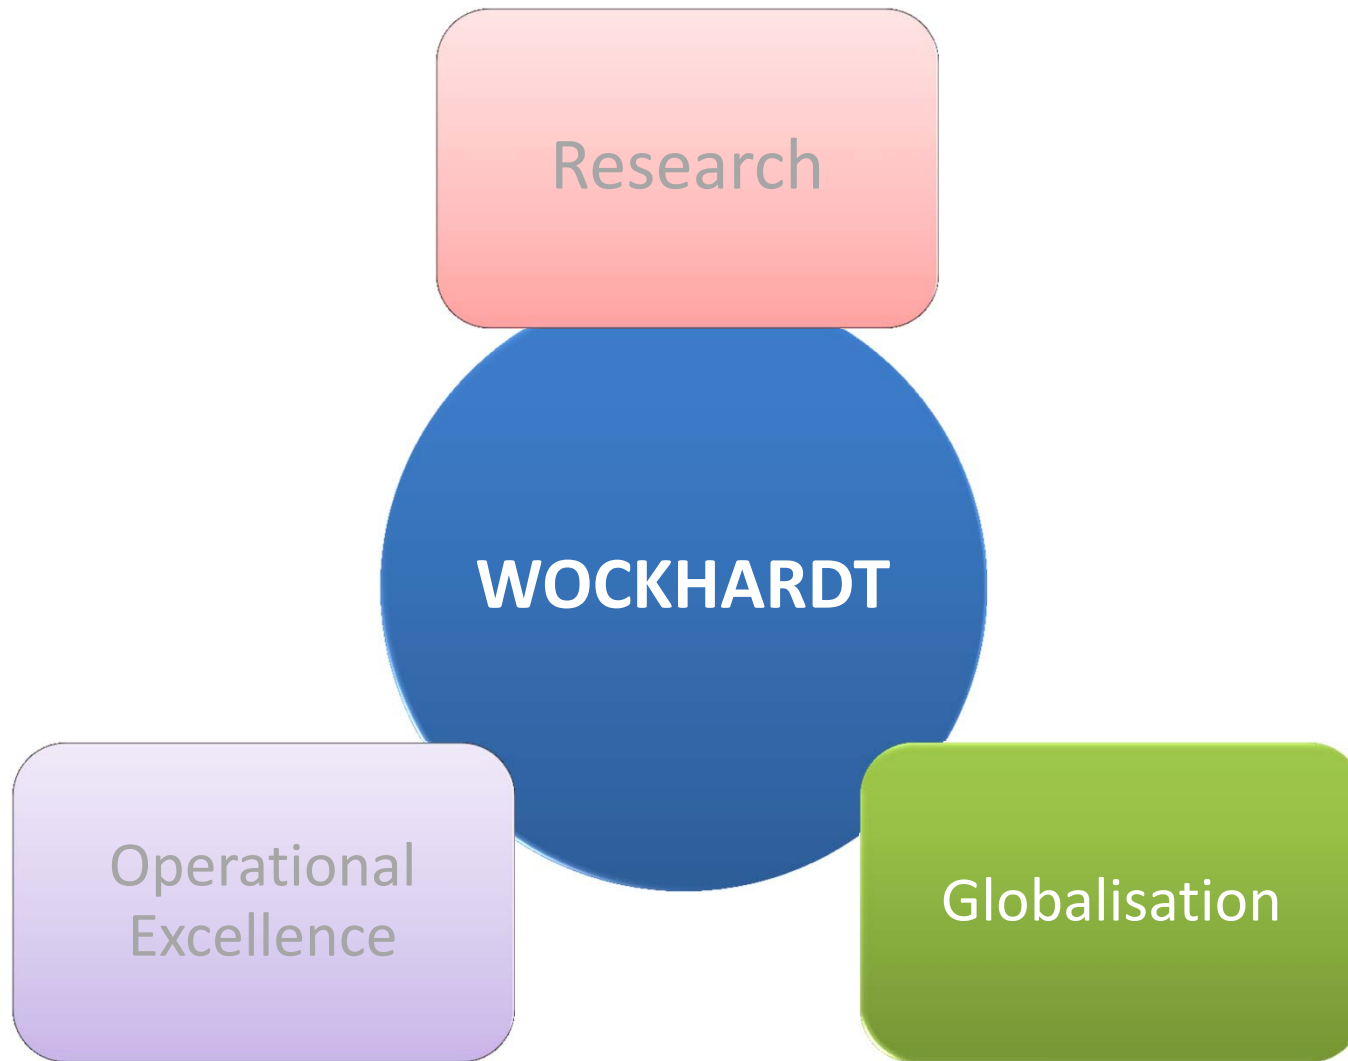 Research
WOCKHARDT
Operational
Excellence
Globalisation